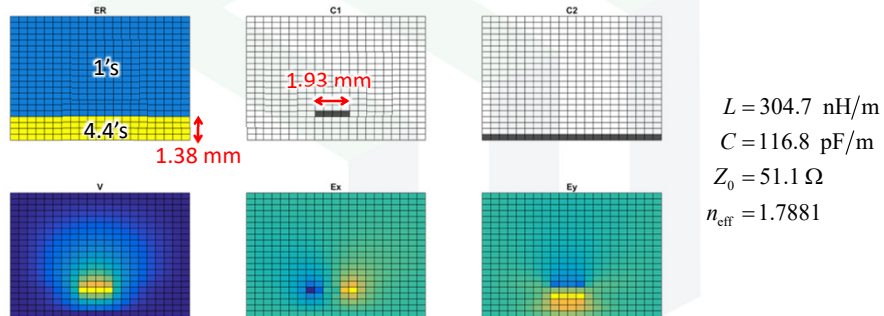 ER
C1
C2
1's
4.4's
1.38 mm
1.93 mm
V
Ex
Ey
L = 304.7 nH/m
C = 116.8 pF/m
Z₀ = 51.1 Ω
n_eff = 1.7881